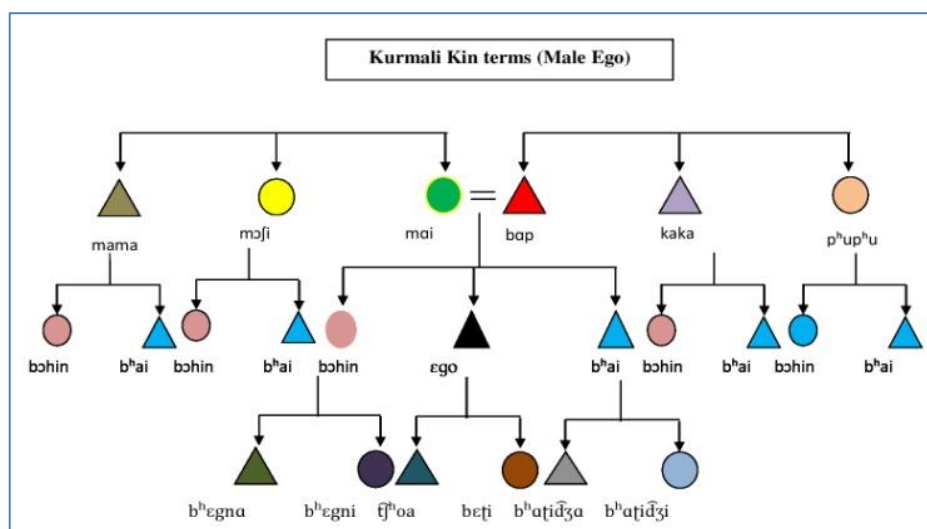 Kurmali Kin terms (Male Ego)
mama mɔʃi mɑi bɑp kaka pʰupʰu
bɔhin bʰai bɔhin bʰai bɔhin ɛgo bʰai bɔhin bʰai bɔhin bʰai
bʰɛgnɑ bʰɛgni t͡ʃʰoa bɛʈi bʰɑʈid͡ʒɑ bʰɑʈid͡ʒi